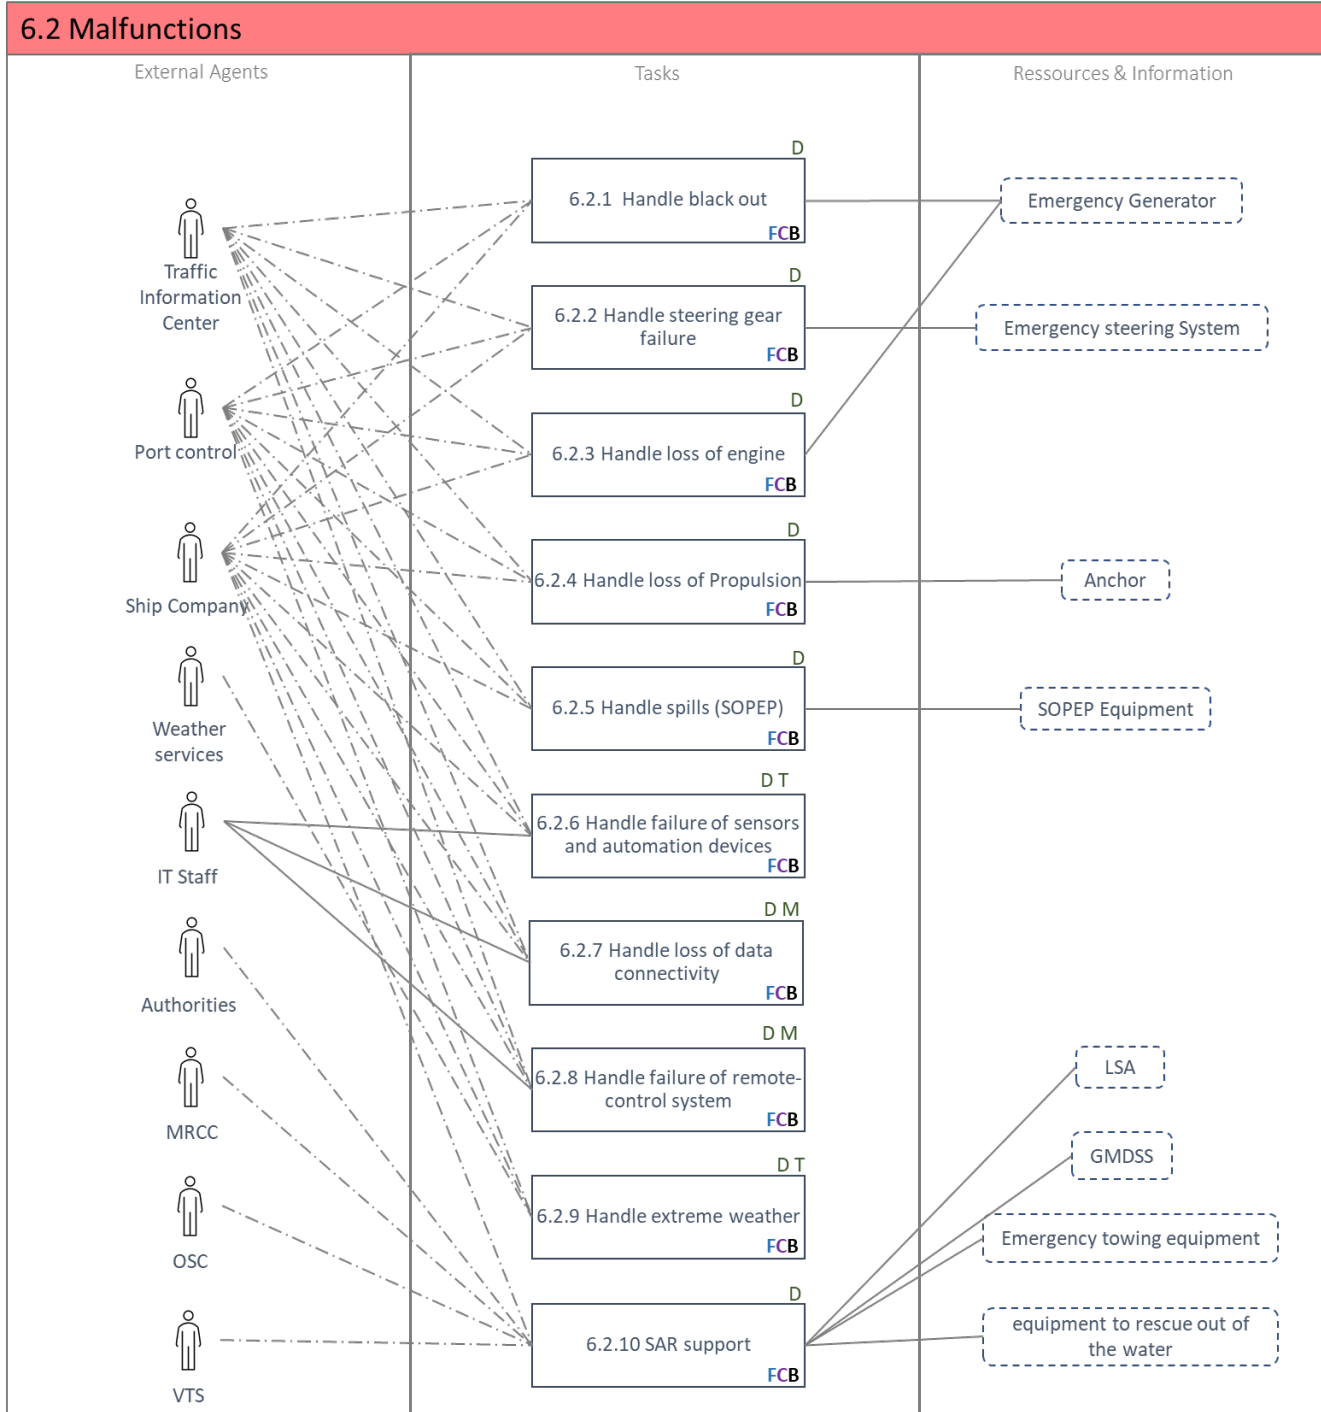 6.2 Malfunctions
External Agents
Tasks
Ressources & Information
Traffic
Information
Center
Port control
Ship Company
Weather
services
IT Staff
Authorities
MRCC
OSC
VTS
D
6.2.1 Handle black out
FCB
D
6.2.2 Handle steering gear
failure
FCB
D
6.2.3 Handle loss of engine
FCB
D
6.2.4 Handle loss of Propulsion
FCB
D
6.2.5 Handle spills (SOPEP)
FCB
D T
6.2.6 Handle failure of sensors
and automation devices
FCB
D M
6.2.7 Handle loss of data
connectivity
FCB
D M
6.2.8 Handle failure of remote-
control system
FCB
D T
6.2.9 Handle extreme weather
FCB
D
6.2.10 SAR support
FCB
Emergency Generator
Emergency steering System
Anchor
SOPEP Equipment
LSA
GMDSS
Emergency towing equipment
equipment to rescue out of
the water